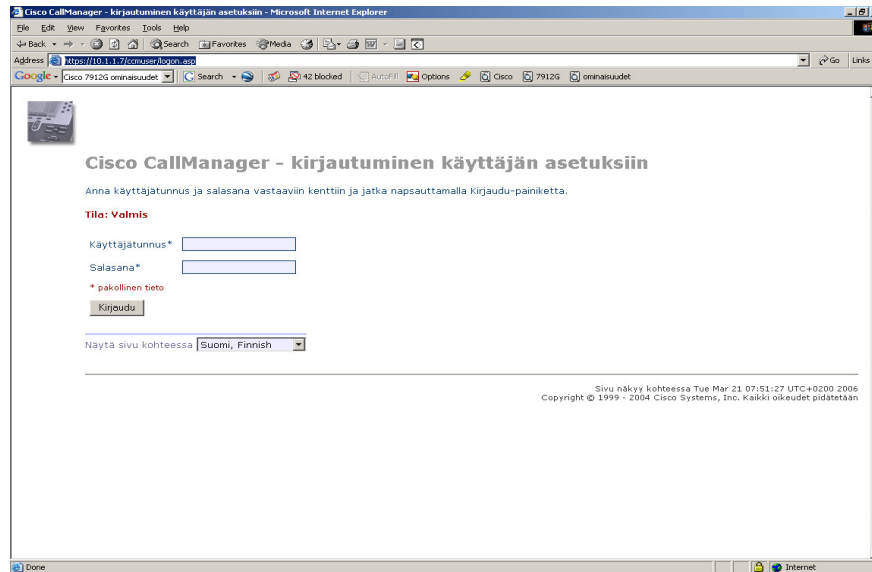 Cisco CallManager - kirjautuminen käyttäjän asetuksiin - Microsoft Internet Explorer
File Edit View Favorites Tools Help
Back Search Favorites Media
Address https://10.1.1.7/ccmuser/logon.asp Go Links
Google Cisco 7912G ominaisuudet Search 42 blocked AutoFill Options Cisco 7912G ominaisuudet
Cisco CallManager - kirjautuminen käyttäjän asetuksiin
Anna käyttäjätunnus ja salasana vastaaviin kenttiin ja jatka napsauttamalla Kirjaudu-painiketta.
Tila: Valmis
Käyttäjätunnus*
Salasana*
* pakollinen tieto
Kirjaudu
Näytä sivu kohteessa Suomi, Finnish
Sivu näkyy kohteessa Tue Mar 21 07:51:27 UTC+0200 2006
Copyright © 1999 - 2004 Cisco Systems, Inc. Kaikki oikeudet pidätetään
Done Internet